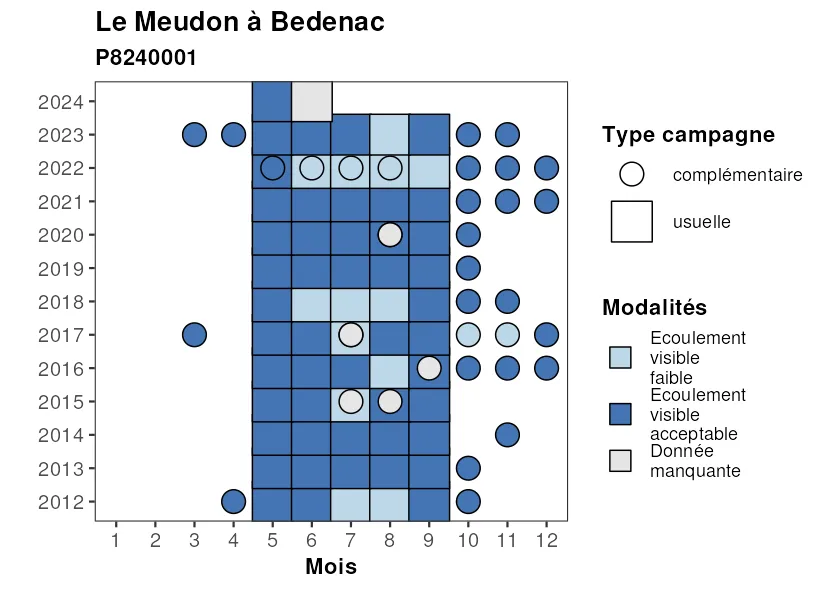 Le Meudon à Bedenac
P8240001
2024
2023
2022
2021
2020
2019
2018
2017
2016
2015
2014
2013
2012
1 2 3 4 5 6 7 8 9 10 11 12
Mois
Type campagne
complémentaire
usuelle
Modalités
Ecoulement
visible
faible
Ecoulement
visible
acceptable
Donnée
manquante